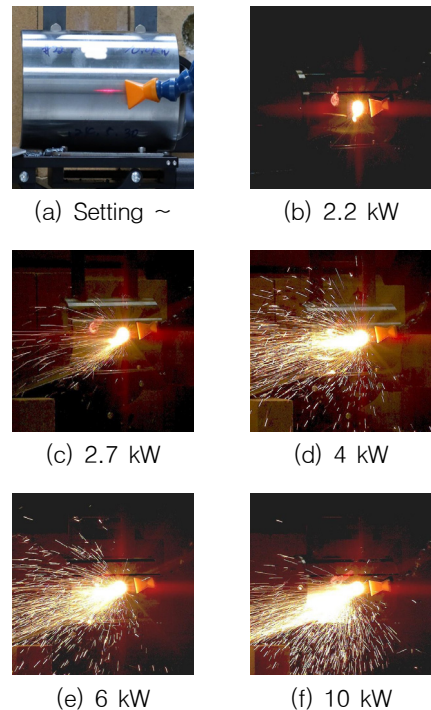 (a) Setting ~
(b) 2.2 kW
(c) 2.7 kW
(d) 4 kW
(e) 6 kW
(f) 10 kW